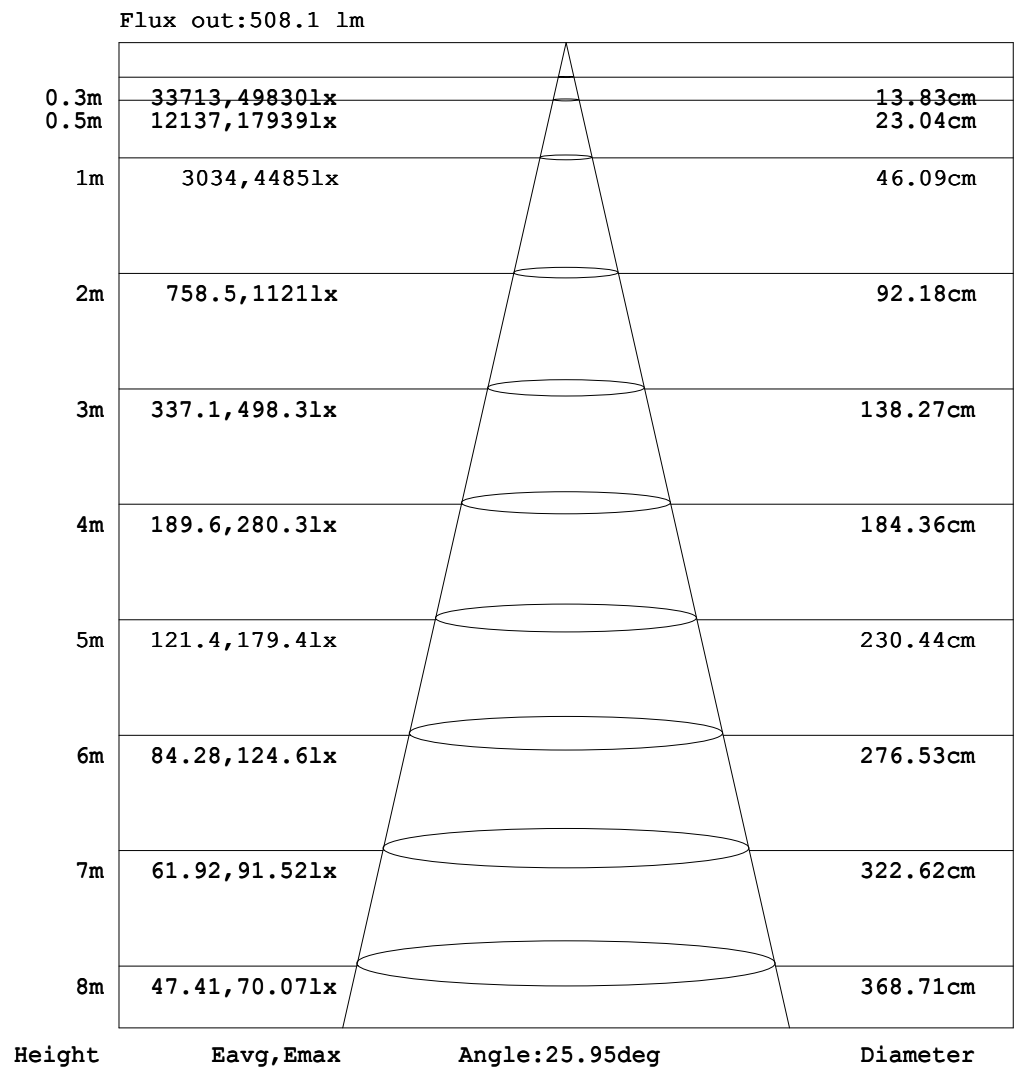 Flux out:508.1 lm
0.3m 33713,49830lx 13.83cm
0.5m 12137,17939lx 23.04cm
1m 3034,4485lx 46.09cm
2m 758.5,1121lx 92.18cm
3m 337.1,498.3lx 138.27cm
4m 189.6,280.3lx 184.36cm
5m 121.4,179.4lx 230.44cm
6m 84.28,124.6lx 276.53cm
7m 61.92,91.52lx 322.62cm
8m 47.41,70.07lx 368.71cm
Height Eavg,Emax Angle:25.95deg Diameter